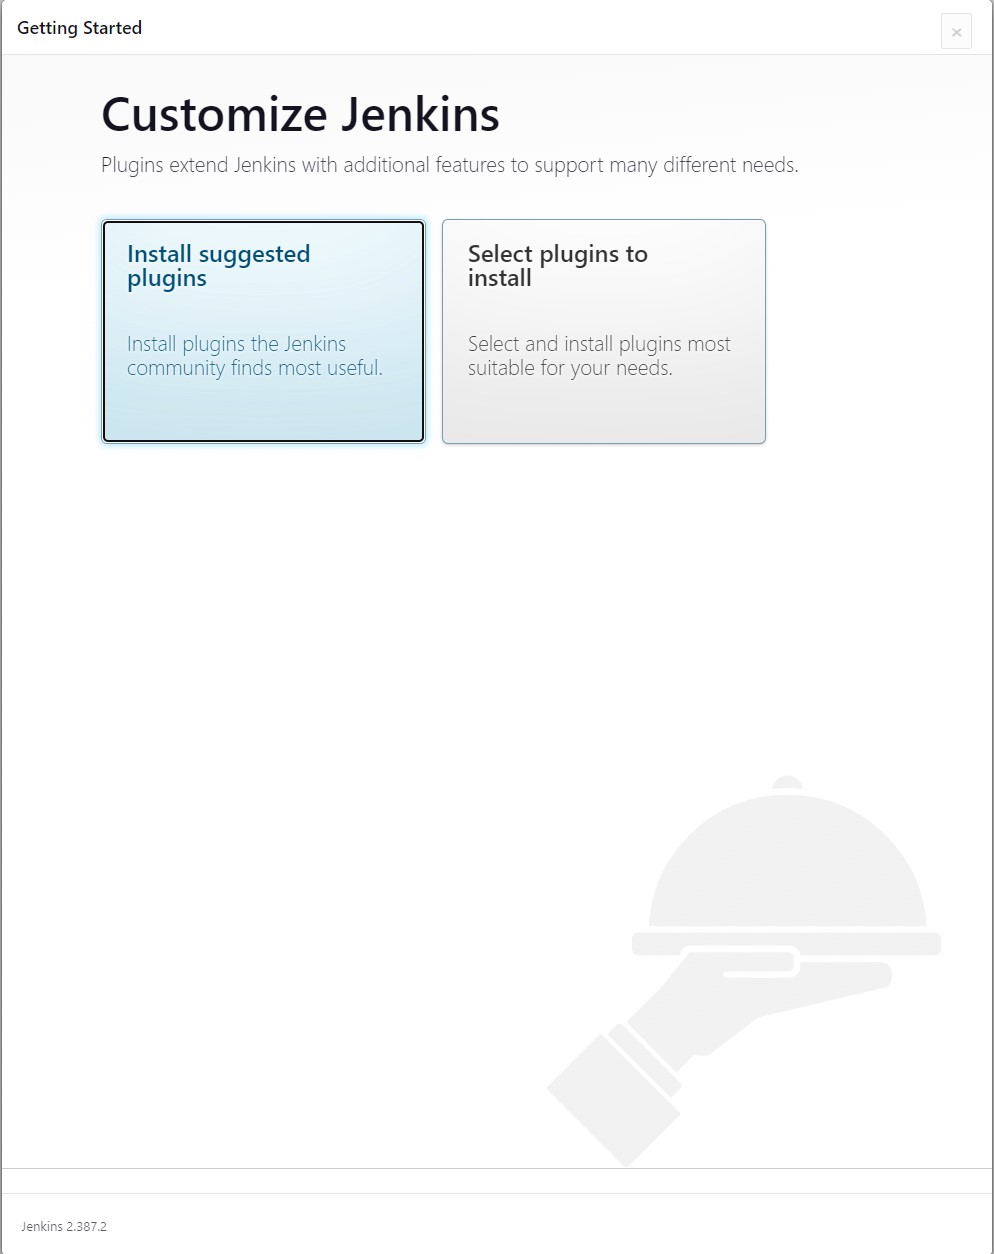 Getting Started
×
Customize Jenkins
Plugins extend Jenkins with additional features to support many different needs.
Install suggested
plugins
Install plugins the Jenkins
community finds most useful.
Select plugins to
install
Select and install plugins most
suitable for your needs.
Jenkins 2.387.2